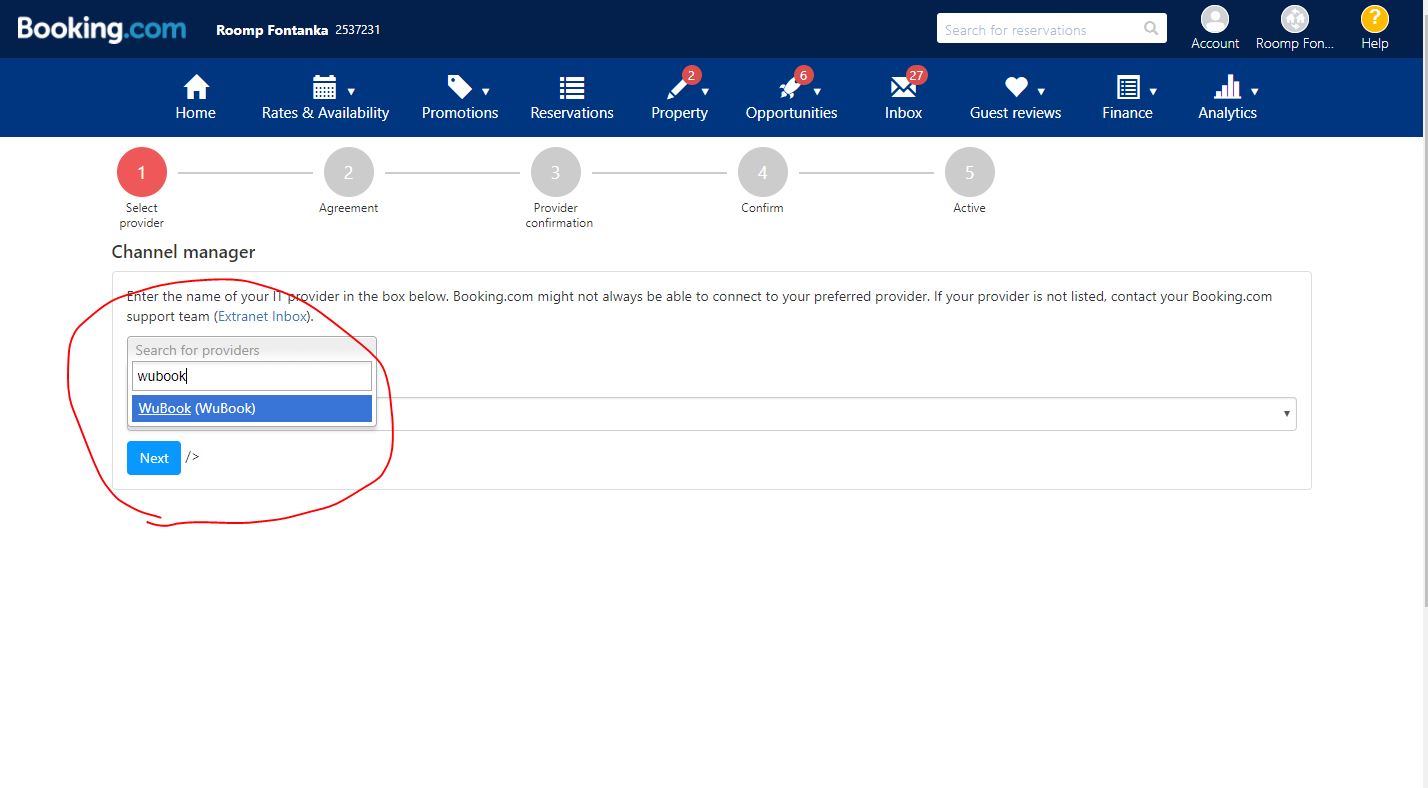 Booking.com
Roomp Fontanka 2537231
Search for reservations
Account
Roomp Fon...
?
Help
Home
Rates & Availability
Promotions
Reservations
2
Property
6
Opportunities
27
Inbox
Guest reviews
Finance
Analytics
1
2
3
4
5
Select
provider
Agreement
Provider
confirmation
Confirm
Active
Channel manager
Enter the name of your IT provider in the box below. Booking.com might not always be able to connect to your preferred provider. If your provider is not listed, contact your Booking.com
support team (Extranet Inbox).
Search for providers
wubook
WuBook (WuBook)
Next />